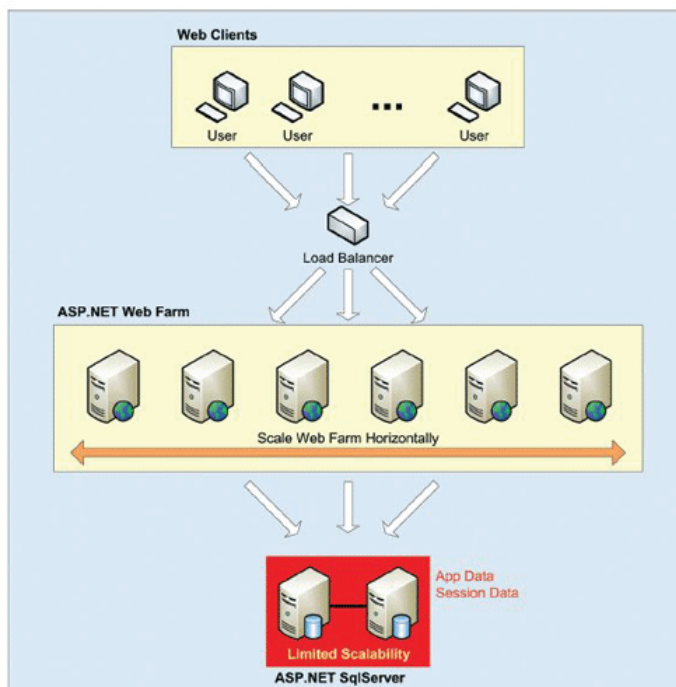 Web Clients
User
User
...
User
Load Balancer
ASP.NET Web Farm
Scale Web Farm Horizontally
App Data
Session Data
Limited Scalability
ASP.NET SqlServer